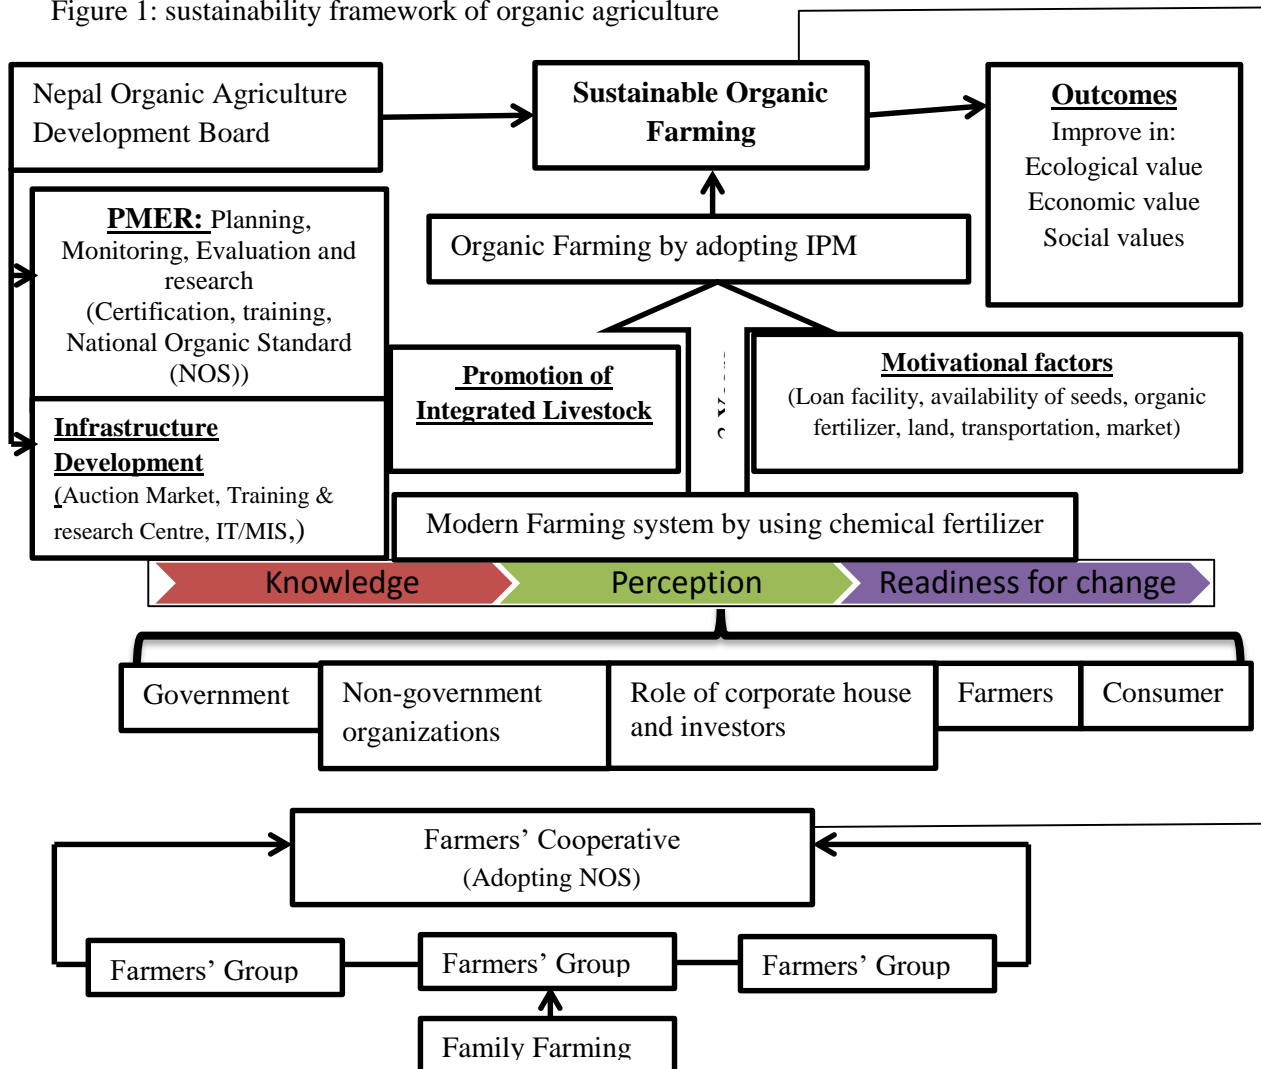 Figure 1: sustainability framework of organic agriculture
Nepal Organic Agriculture
Development Board
Sustainable Organic
Farming
Outcomes
Improve in:
Ecological value
Economic value
Social values
PMER: Planning,
Monitoring, Evaluation and
research
(Certification, training,
National Organic Standard
(NOS))
Organic Farming by adopting IPM
Promotion of
Integrated Livestock
Motivational factors
(Loan facility, availability of seeds, organic
fertilizer, land, transportation, market)
Infrastructure
Development
(Auction Market, Training &
research Centre, IT/MIS,)
Modern Farming system by using chemical fertilizer
Knowledge
Perception
Readiness for change
Government
Non-government
organizations
Role of corporate house
and investors
Farmers
Consumer
Farmers’ Cooperative
(Adopting NOS)
Farmers’ Group
Farmers’ Group
Farmers’ Group
Family Farming